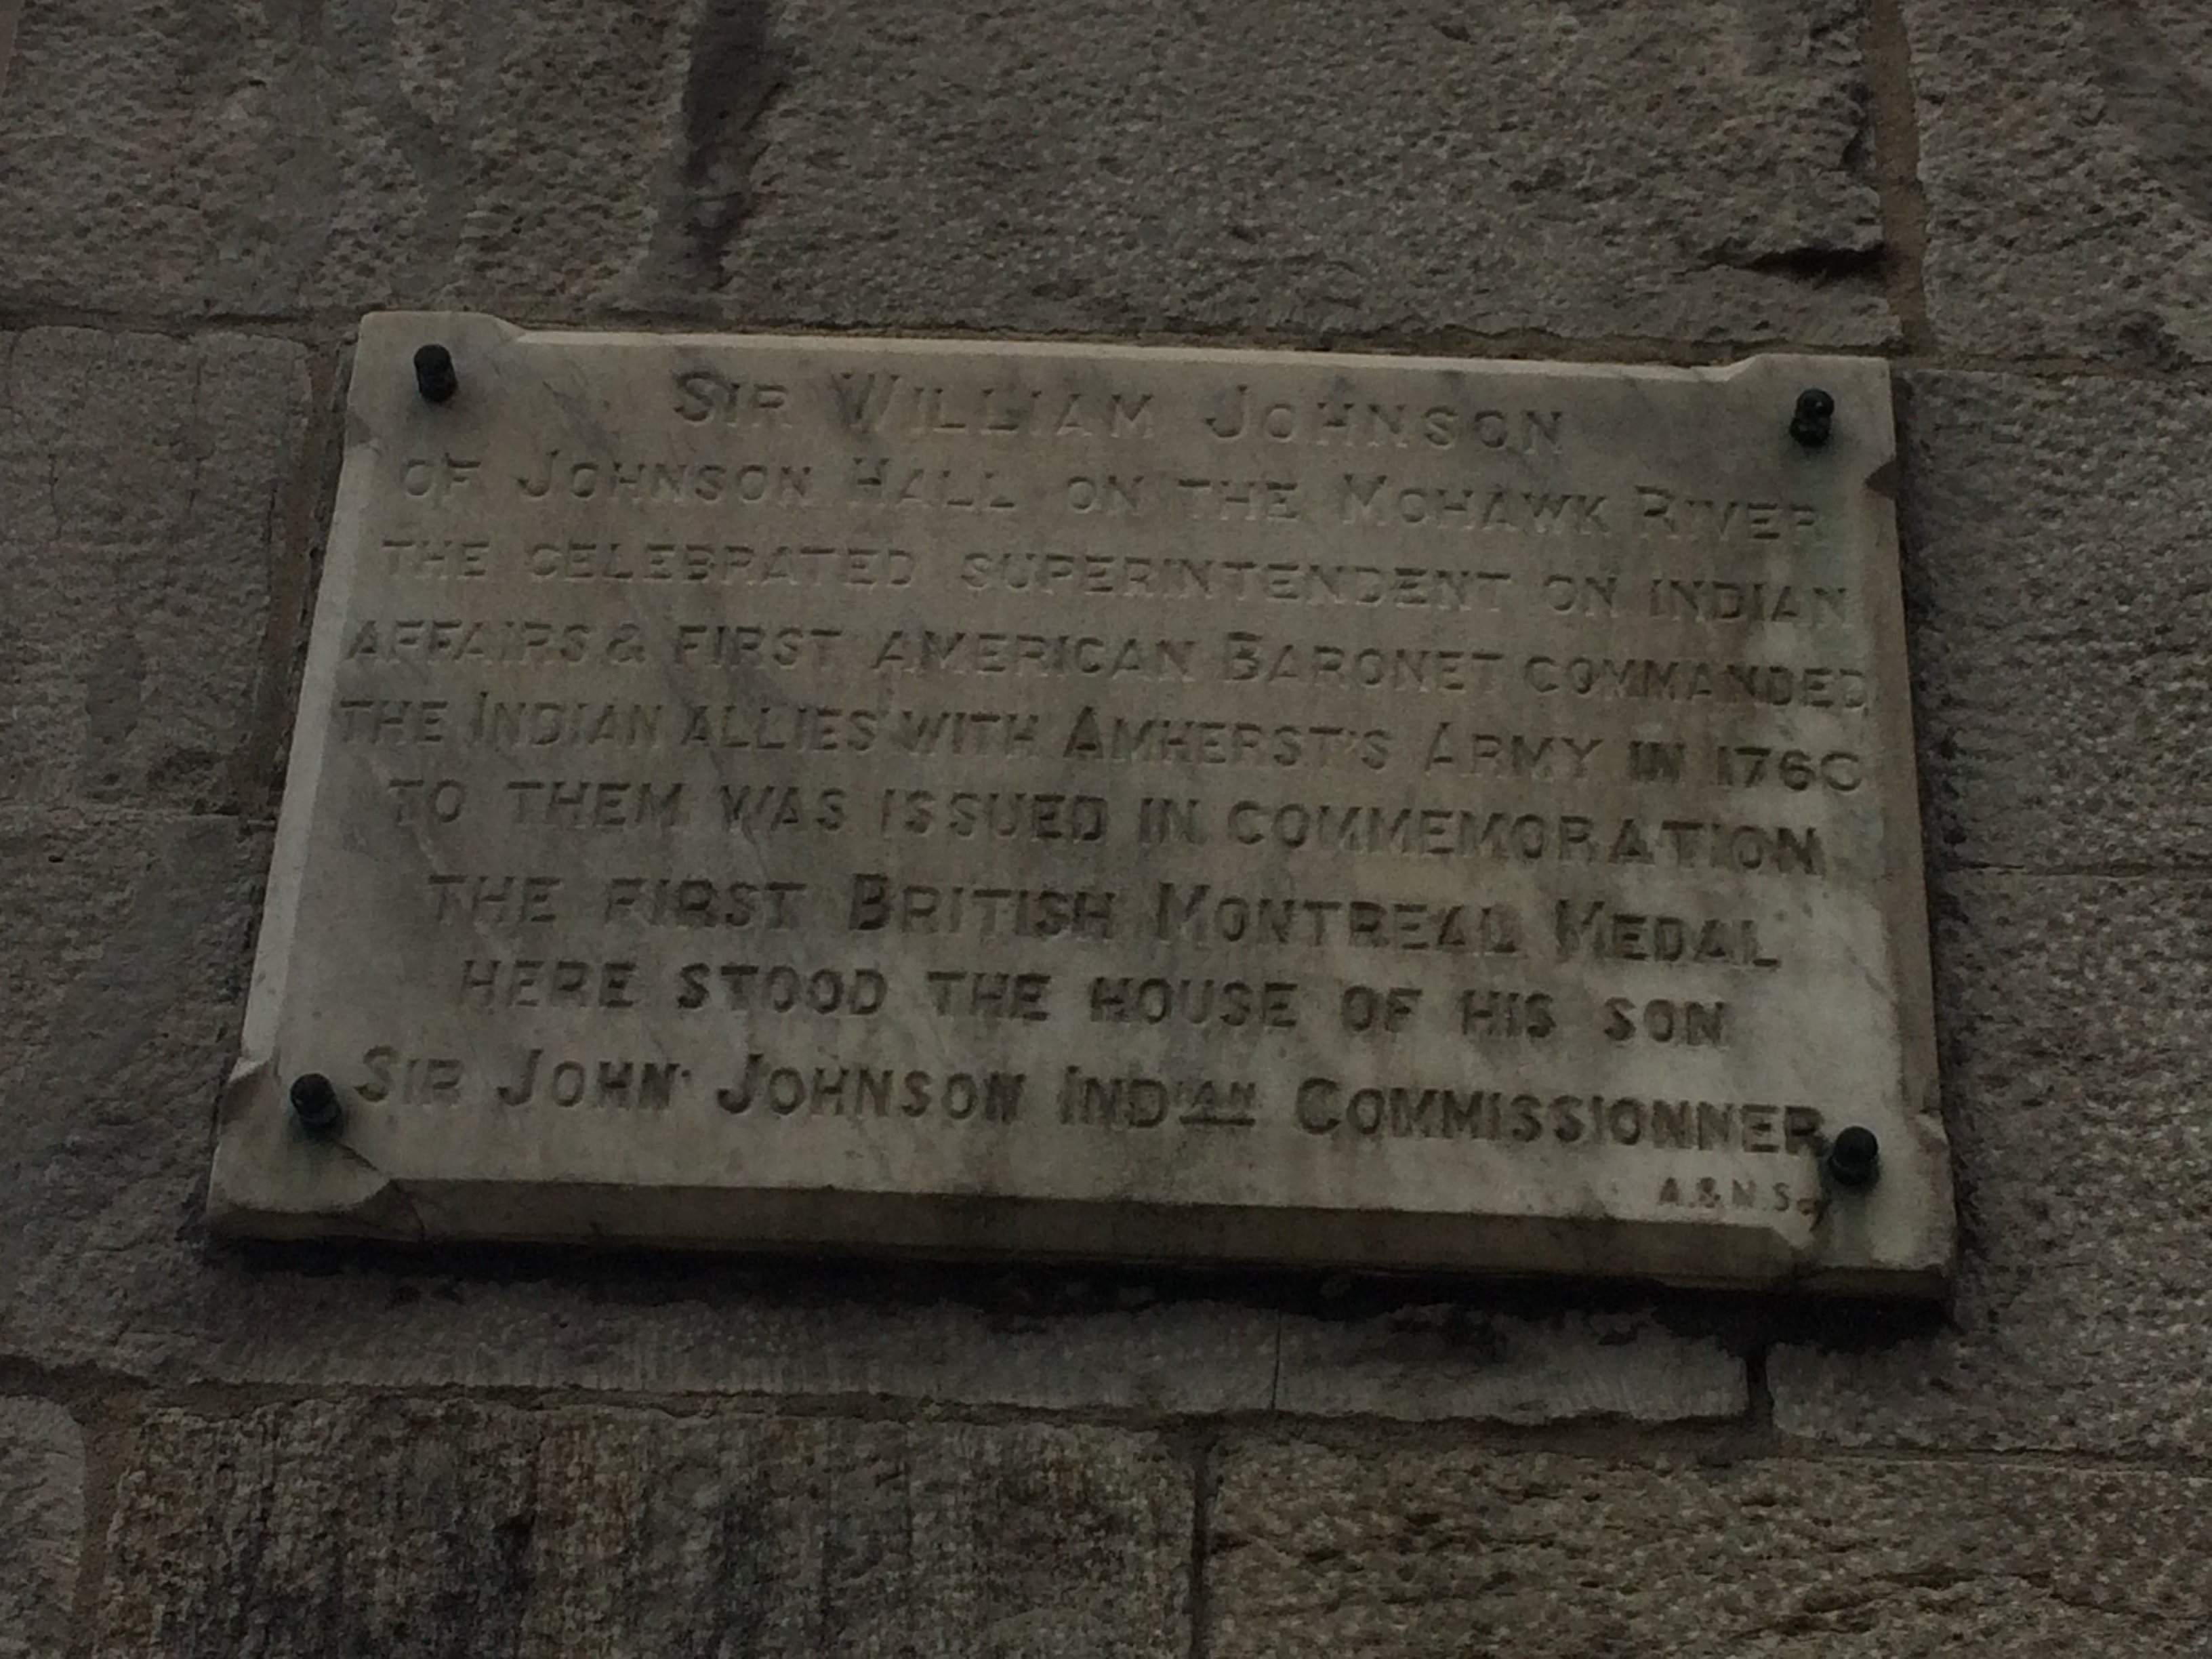 SIR WILLIAM JOHNSON
OF JOHNSON HALL ON THE MOHAWK RIVER
THE CELEBRATED SUPERINTENDENT ON INDIAN
AFFAIRS & FIRST AMERICAN BARONET COMMANDED
THE INDIAN ALLIES WITH AMHERST'S ARMY IN 1760
TO THEM WAS ISSUED IN COMMEMORATION
THE FIRST BRITISH MONTREAL MEDAL
HERE STOOD THE HOUSE OF HIS SON
SIR JOHN JOHNSON INDIAN COMMISSIONNER
A. & N. Sy